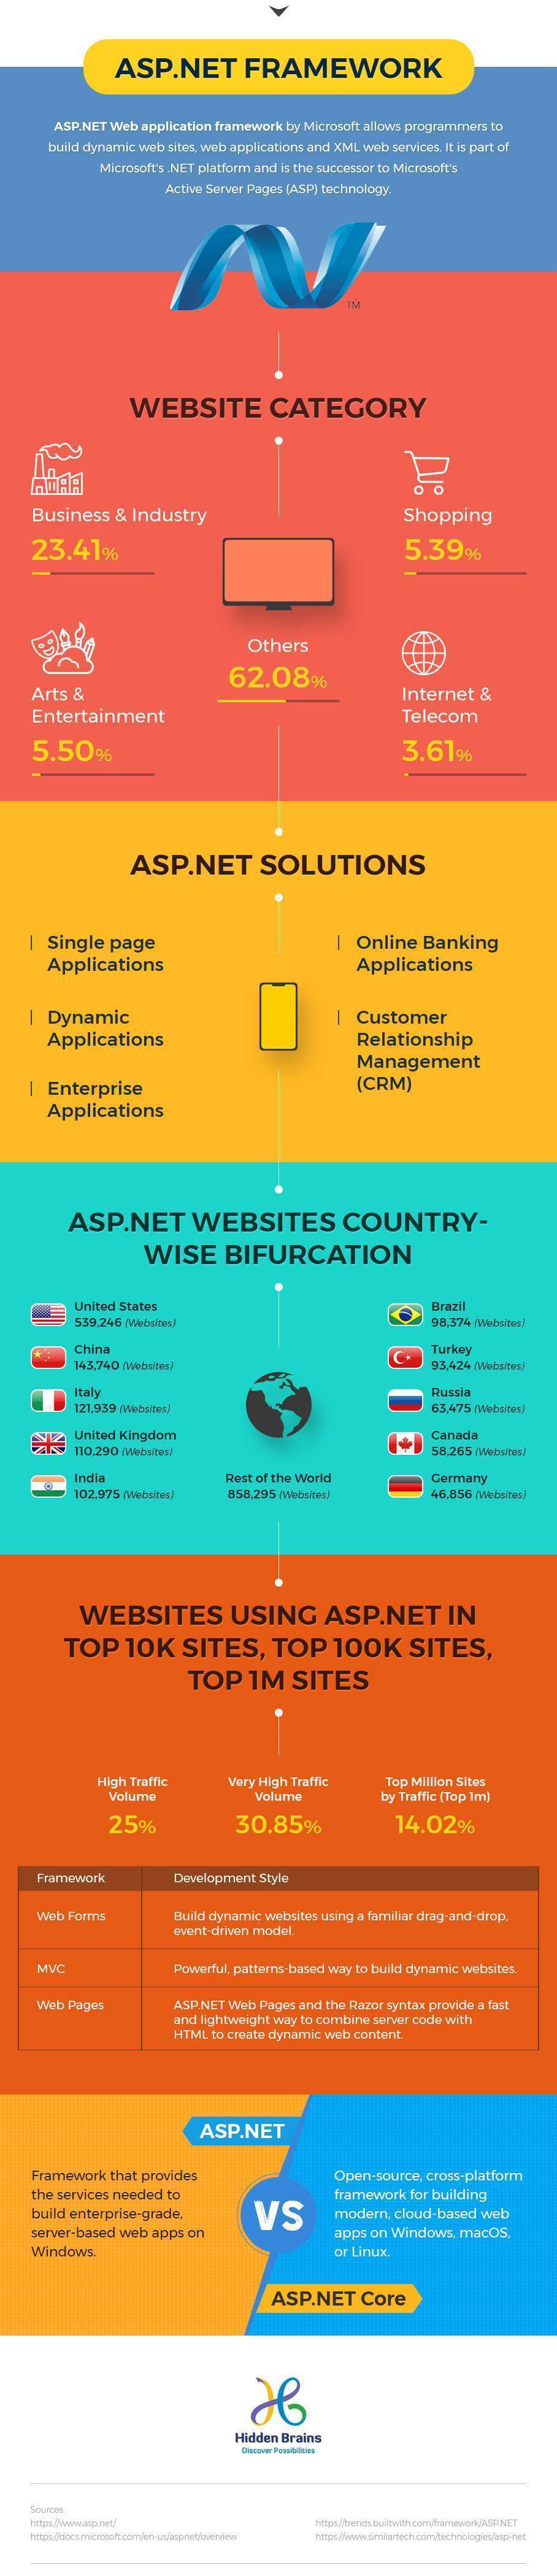 ASP.NET FRAMEWORK
ASP.NET Web application framework by Microsoft allows programmers to
build dynamic web sites, web applications and XML web services. It is part of
Microsoft's .NET platform and is the successor to Microsoft's
Active Server Pages (ASP) technology.
TM
WEBSITE CATEGORY
Business & Industry
23.41%
Shopping
5.39%
Others
62.08%
Arts &
Entertainment
5.50%
Internet &
Telecom
3.61%
ASP.NET SOLUTIONS
Single page
Applications
Dynamic
Applications
Enterprise
Applications
Online Banking
Applications
Customer
Relationship
Management
(CRM)
ASP.NET WEBSITES COUNTRY-
WISE BIFURCATION
United States
539,246 (Websites)
China
143,740 (Websites)
Italy
121,939 (Websites)
United Kingdom
110,290 (Websites)
India
102,975 (Websites)
Rest of the World
858,295 (Websites)
Brazil
98,374 (Websites)
Turkey
93,424 (Websites)
Russia
63,475 (Websites)
Canada
58,265 (Websites)
Germany
46,856 (Websites)
WEBSITES USING ASP.NET IN
TOP 10K SITES, TOP 100K SITES,
TOP 1M SITES
High Traffic
Volume
25%
Very High Traffic
Volume
30.85%
Top Million Sites
by Traffic (Top 1m)
14.02%
Framework Development Style
Web Forms Build dynamic websites using a familiar drag-and-drop,
event-driven model.
MVC Powerful, patterns-based way to build dynamic websites.
Web Pages ASP.NET Web Pages and the Razor syntax provide a fast
and lightweight way to combine server code with
HTML to create dynamic web content.
ASP.NET
Framework that provides
the services needed to
build enterprise-grade,
server-based web apps on
Windows.
VS
Open-source, cross-platform
framework for building
modern, cloud-based web
apps on Windows, macOS,
or Linux.
ASP.NET Core
Hidden Brains
Discover Possibilities
Sources:
https://www.asp.net/
https://docs.microsoft.com/en-us/aspnet/overview
https://trends.builtwith.com/framework/ASP.NET
https://www.similartech.com/technologies/asp-net